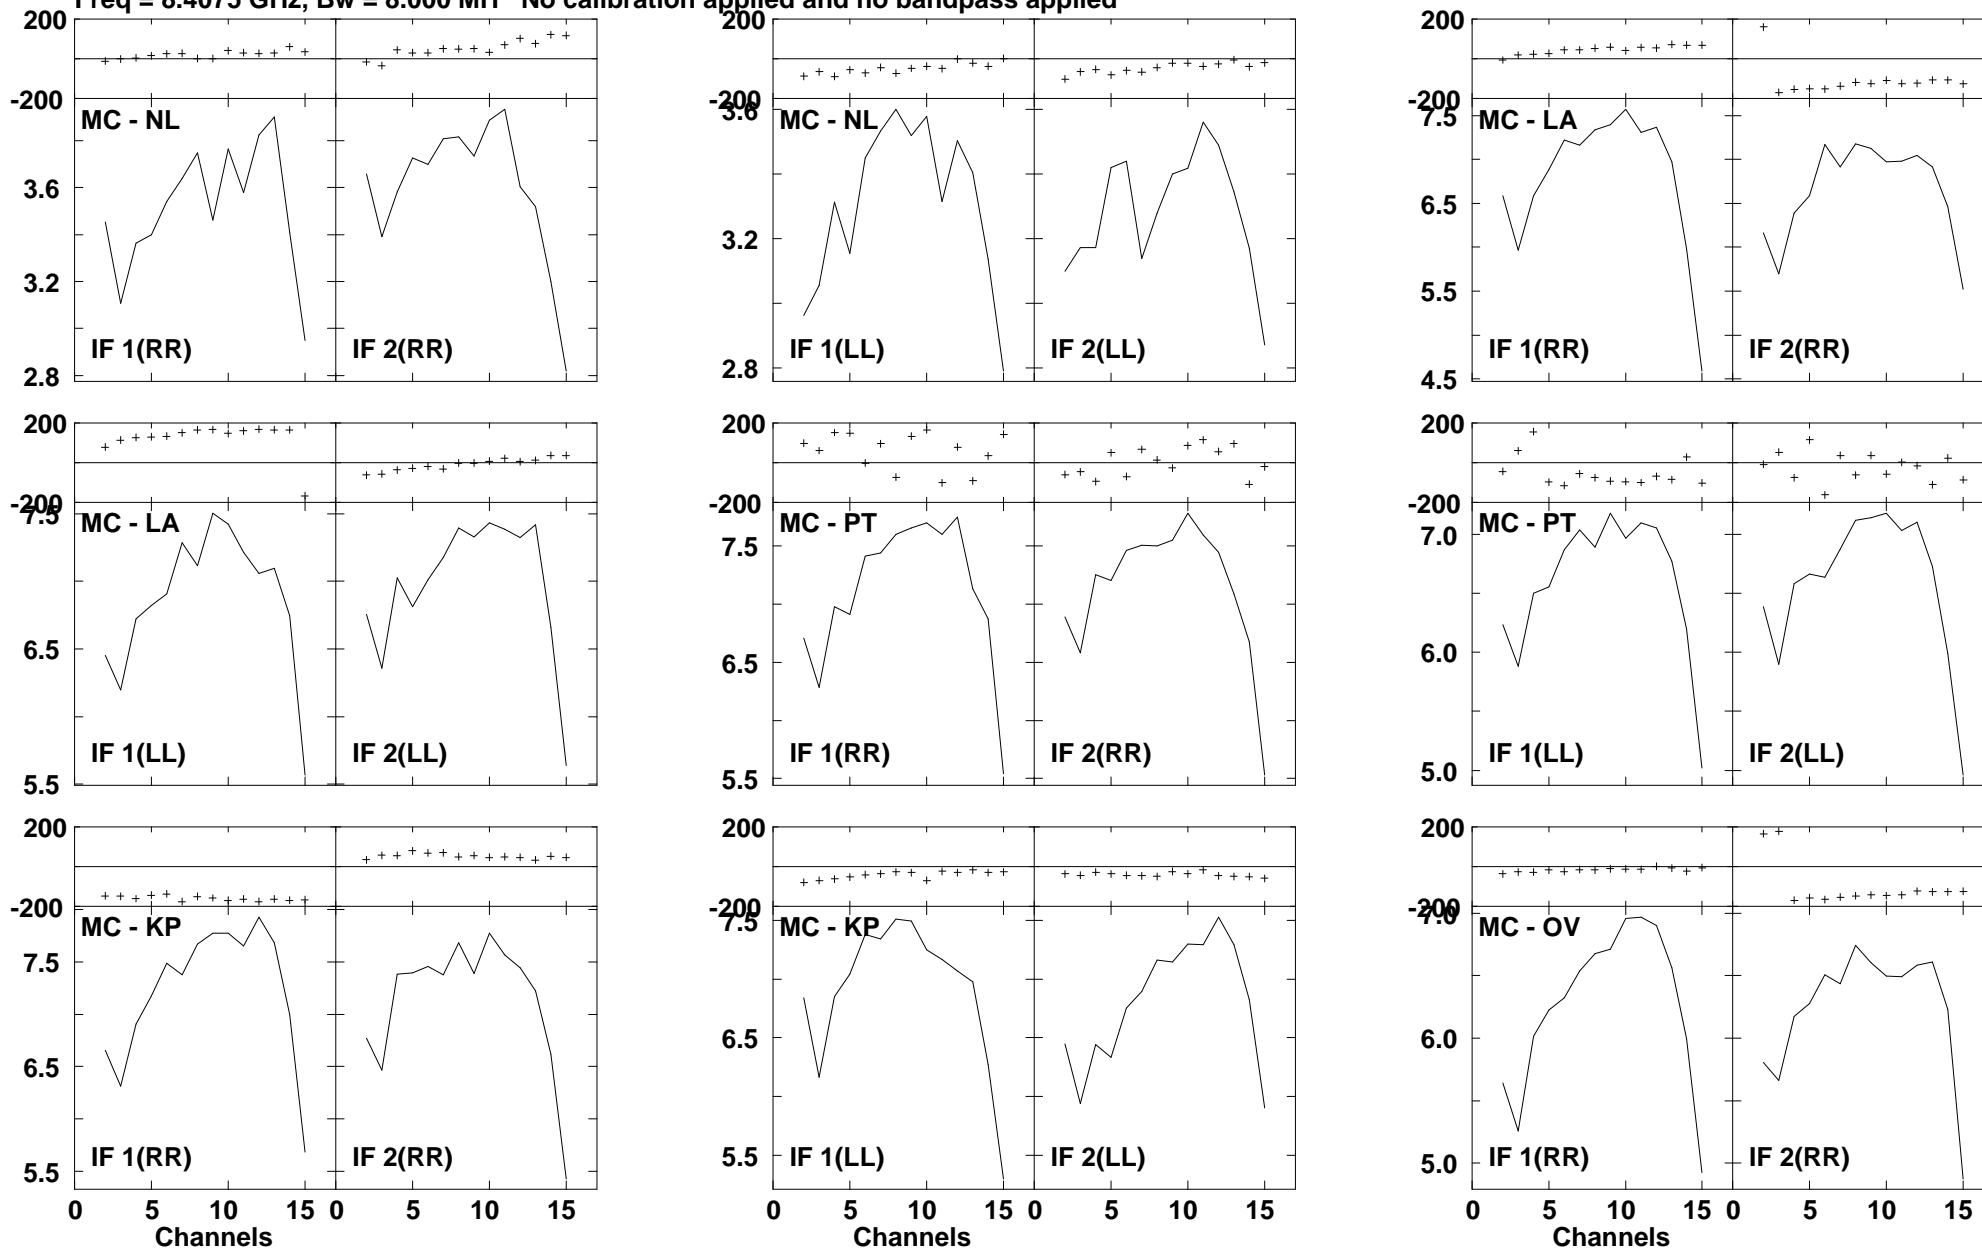 Freq = 8.4075 GHz, Bw = 8.000 MH No calibration applied and no bandpass applied
200
-200
MC - NL
3.6
3.2
2.8
IF 1(RR)
IF 2(RR)
-200
3.6
MC - NL
3.2
2.8
IF 1(LL)
IF 2(LL)
200
-200
7.5
MC - LA
6.5
5.5
4.5
IF 1(RR)
IF 2(RR)
200
-200
7.5
MC - LA
6.5
5.5
IF 1(LL)
IF 2(LL)
200
-200
MC - PT
7.5
6.5
5.5
IF 1(RR)
IF 2(RR)
200
-200
MC - PT
7.0
6.0
5.0
IF 1(LL)
IF 2(LL)
200
-200
MC - KP
7.5
6.5
5.5
IF 1(RR)
IF 2(RR)
0 5 10 15 0 5 10 15
Channels
-200
7.5
MC - KP
6.5
5.5
IF 1(LL)
IF 2(LL)
0 5 10 15 0 5 10 15
Channels
200
-200
7.0
MC - OV
6.0
5.0
IF 1(RR)
IF 2(RR)
0 5 10 15 0 5 10 15
Channels